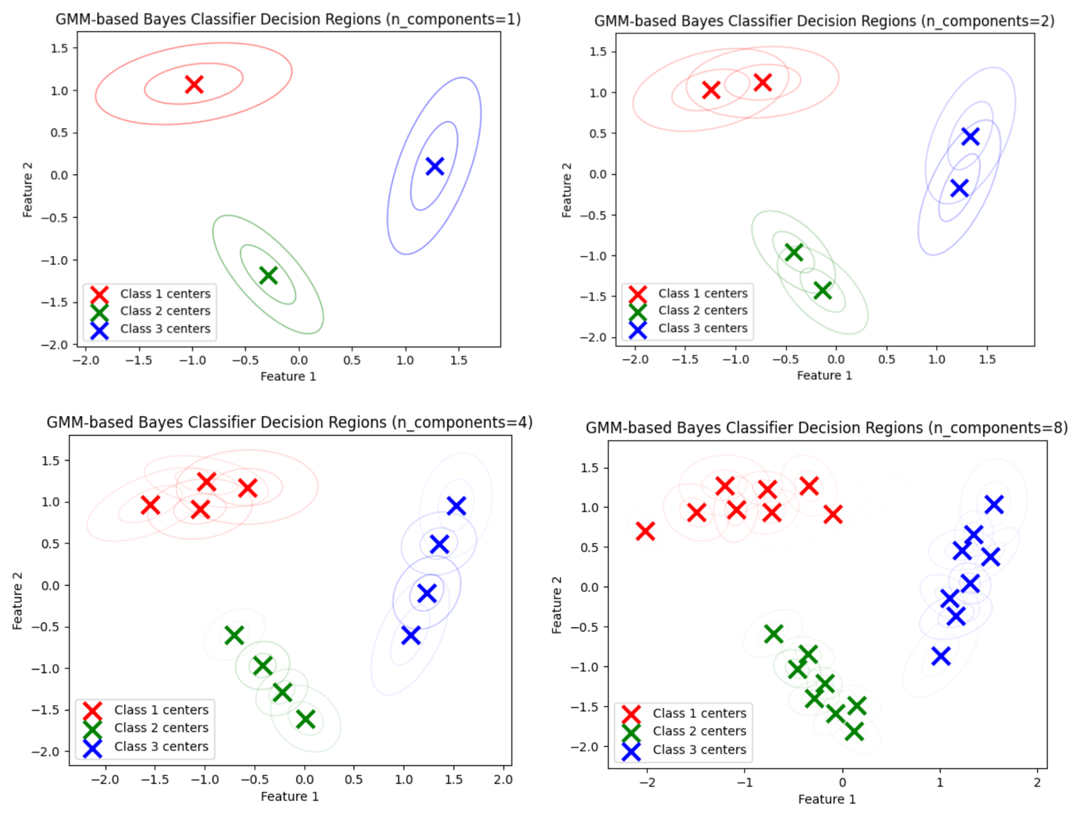 GMM-based Bayes Classifier Decision Regions (n_components=1)
1.5
1.0
0.5
0.0
−0.5
−1.0
−1.5
−2.0
Feature 2
Class 1 centers
Class 2 centers
Class 3 centers
−2.0 −1.5 −1.0 −0.5 0.0 0.5 1.0 1.5
Feature 1
GMM-based Bayes Classifier Decision Regions (n_components=2)
1.5
1.0
0.5
0.0
−0.5
−1.0
−1.5
−2.0
Feature 2
Class 1 centers
Class 2 centers
Class 3 centers
−2.0 −1.5 −1.0 −0.5 0.0 0.5 1.0 1.5
Feature 1
GMM-based Bayes Classifier Decision Regions (n_components=4)
1.5
1.0
0.5
0.0
−0.5
−1.0
−1.5
−2.0
Feature 2
Class 1 centers
Class 2 centers
Class 3 centers
−2.0 −1.5 −1.0 −0.5 0.0 0.5 1.0 1.5 2.0
Feature 1
GMM-based Bayes Classifier Decision Regions (n_components=8)
1.5
1.0
0.5
0.0
−0.5
−1.0
−1.5
−2.0
Feature 2
Class 1 centers
Class 2 centers
Class 3 centers
−2 −1 0 1 2
Feature 1